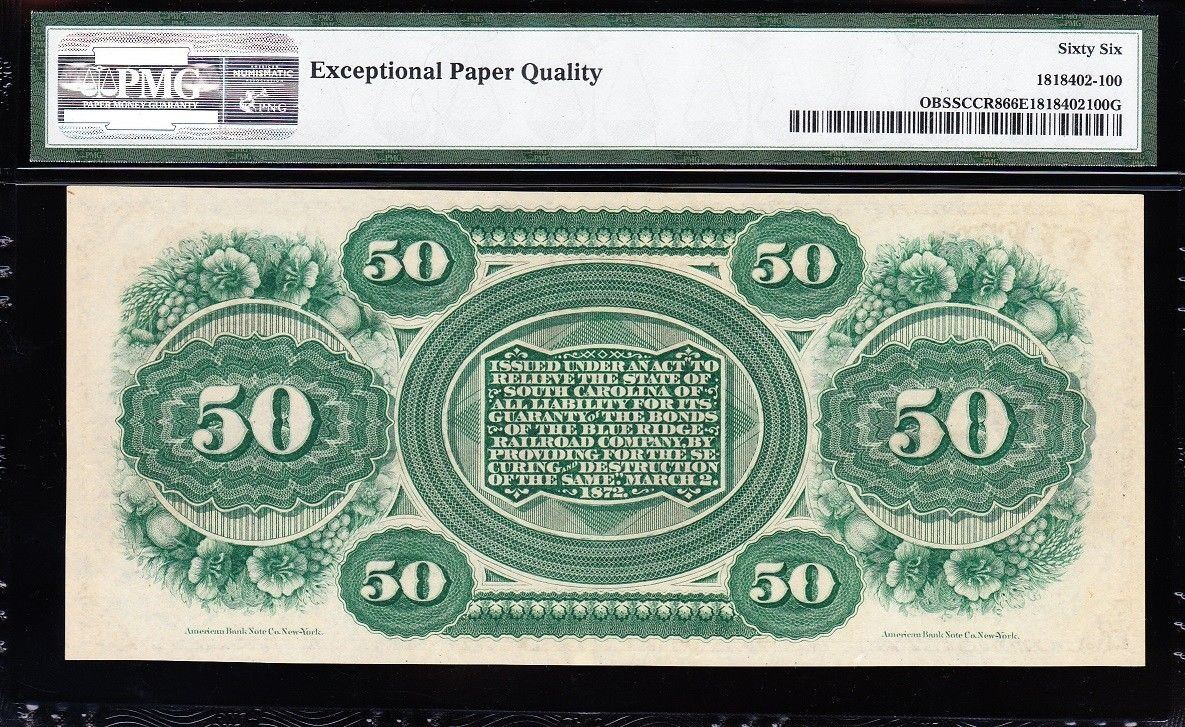 PMG
PAPER MONEY GUARANTY
NUMISMATIC
PNG
Exceptional Paper Quality
Sixty Six
1818402-100
OBSSCCR866E1818402100G
50
50
50
50
ISSUED UNDER AN ACT TO
RELIEVE THE STATE OF
SOUTH CAROLINA OF
ALL LIABILITY FOR ITS
GUARANTY OF THE BONDS
OF THE BLUE RIDGE
RAILROAD COMPANY, BY
PROVIDING FOR THE SE-
CURING AND DESTRUCTION
OF THE SAME. MARCH 2.
1872.
50
50
American Bank Note Co. New-York.
American Bank Note Co. New-York.